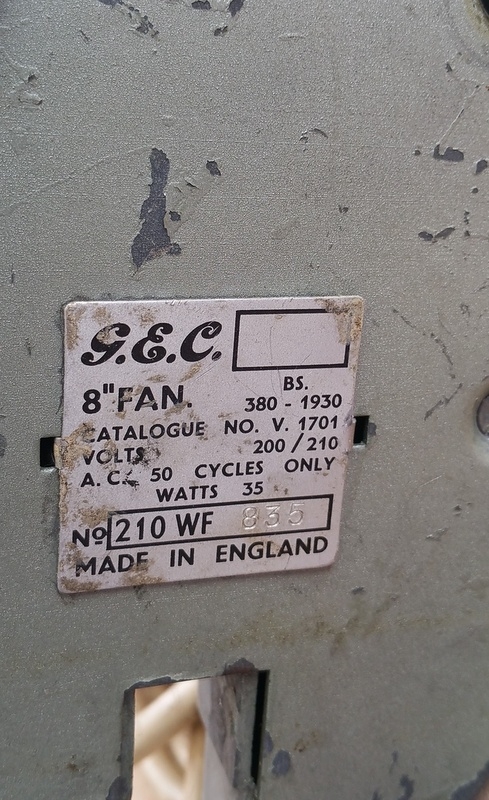 G.E.C.
8" FAN. BS. 380 - 1930
CATALOGUE NO. V. 1701
VOLTS 200/210
A.C. 50 CYCLES ONLY
WATTS 35
No 210 WF 835
MADE IN ENGLAND